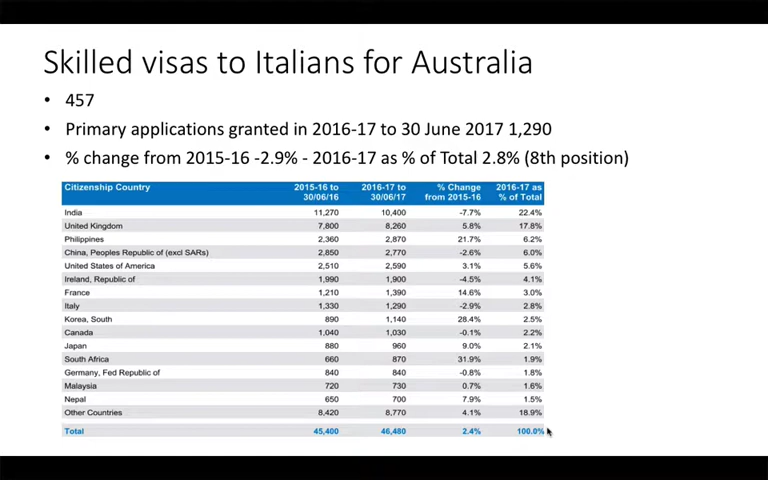 Skilled visas to Italians for Australia
• 457
• Primary applications granted in 2016-17 to 30 June 2017 1,290
• % change from 2015-16 -2.9% - 2016-17 as % of Total 2.8% (8th position)
Citizenship Country 2015-16 to 30/06/16 2016-17 to 30/06/17 % Change from 2015-16 2016-17 as % of Total
India 11,270 10,400 -7.7% 22.4%
United Kingdom 7,800 8,260 5.8% 17.8%
Philippines 2,360 2,870 21.7% 6.2%
China, Peoples Republic of (excl SARs) 2,850 2,770 -2.6% 6.0%
United States of America 2,510 2,590 3.1% 5.6%
Ireland, Republic of 1,990 1,900 -4.5% 4.1%
France 1,210 1,390 14.6% 3.0%
Italy 1,330 1,290 -2.9% 2.8%
Korea, South 890 1,140 28.4% 2.5%
Canada 1,040 1,030 -0.1% 2.2%
Japan 880 960 9.0% 2.1%
South Africa 660 870 31.9% 1.9%
Germany, Fed Republic of 840 840 -0.8% 1.8%
Malaysia 720 730 0.7% 1.6%
Nepal 650 700 7.9% 1.5%
Other Countries 8,420 8,770 4.1% 18.9%
Total 45,400 46,480 2.4% 100.0%